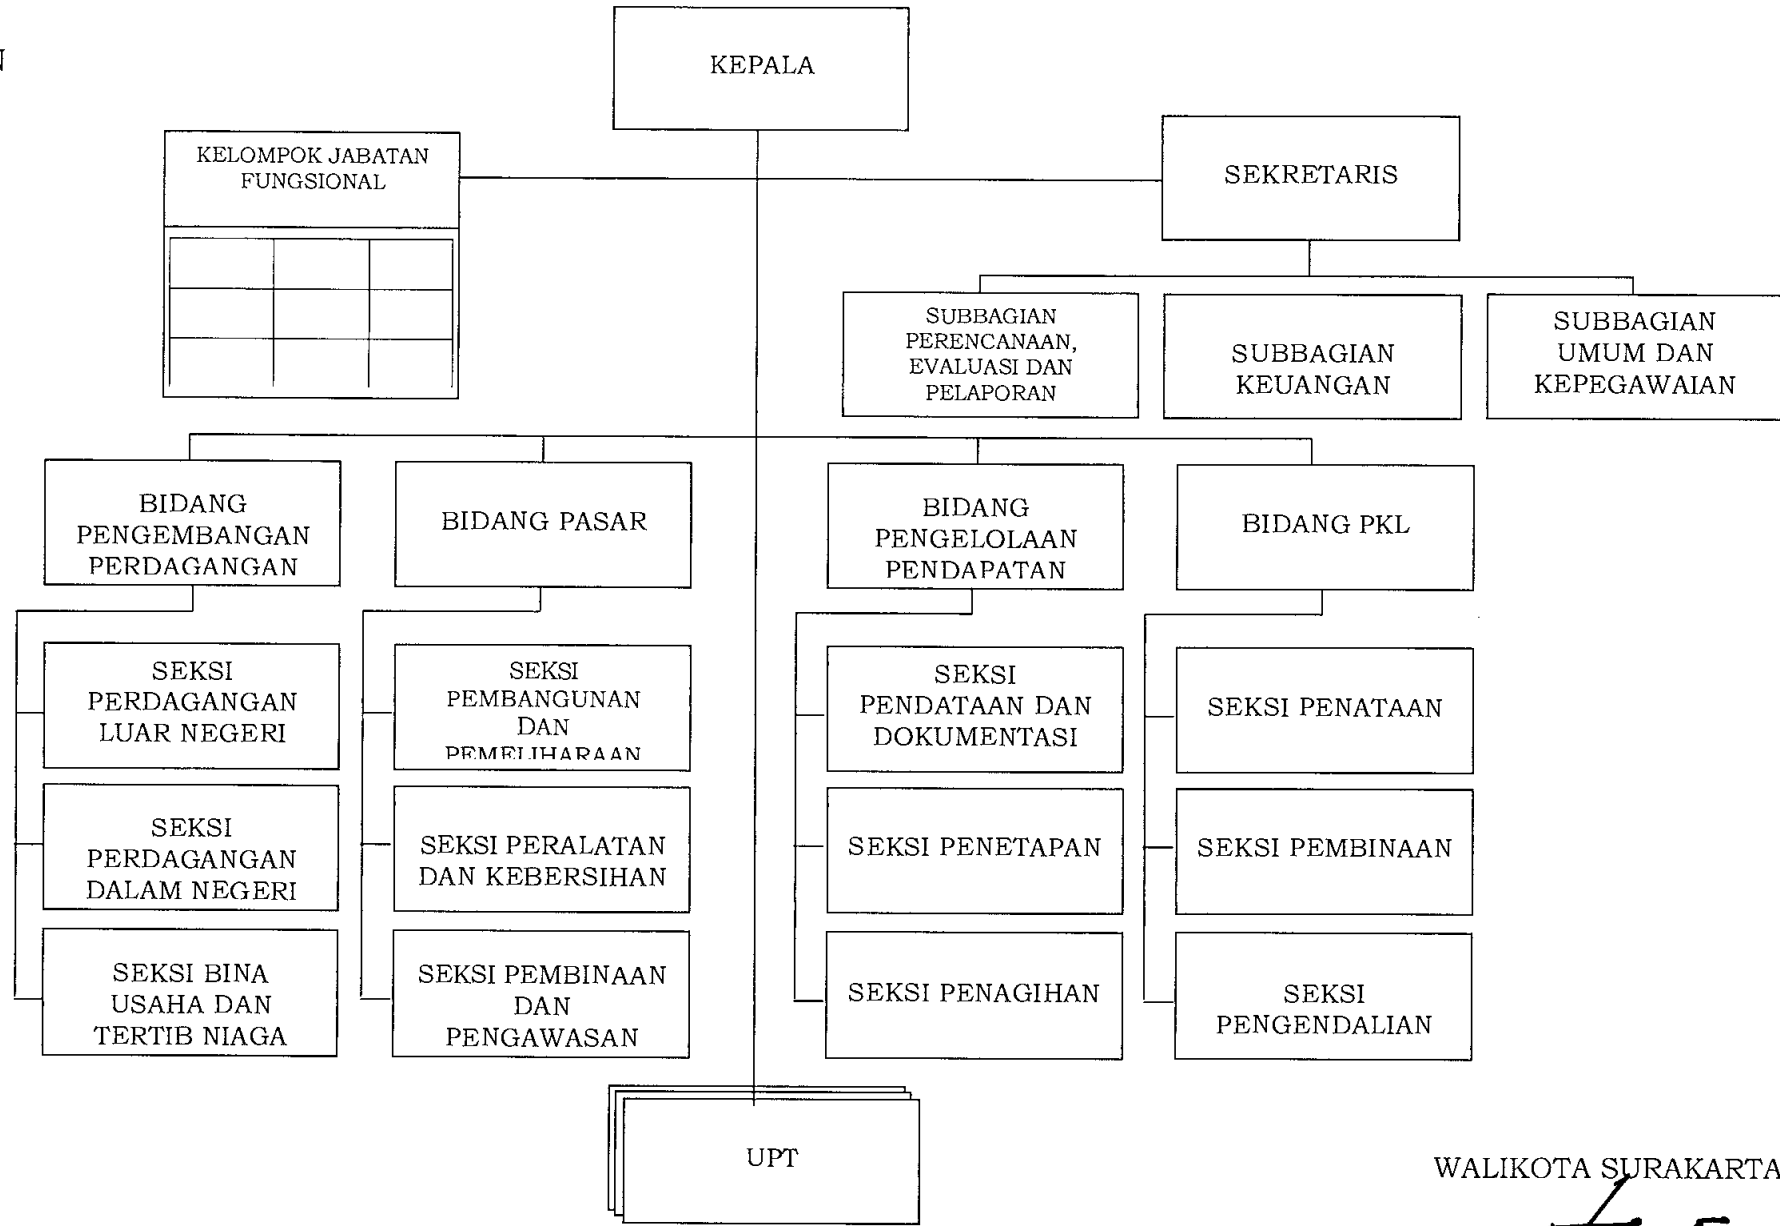 KEPALA
KELOMPOK JABATAN
FUNGSIONAL
SEKRETARIS
SUBBAGIAN
PERENCANAAN,
EVALUASI DAN
PELAPORAN
SUBBAGIAN
KEUANGAN
SUBBAGIAN
UMUM DAN
KEPEGAWAIAN
BIDANG
PENGEMBANGAN
PERDAGANGAN
BIDANG PASAR
BIDANG
PENGELOLAAN
PENDAPATAN
BIDANG PKL
SEKSI
PERDAGANGAN
LUAR NEGERI
SEKSI
PEMBANGUNAN
DAN
PEMELIHARAAN
SEKSI
PENDATAAN DAN
DOKUMENTASI
SEKSI PENATAAN
SEKSI
PERDAGANGAN
DALAM NEGERI
SEKSI PERALATAN
DAN KEBERSIHAN
SEKSI PENETAPAN
SEKSI PEMBINAAN
SEKSI BINA
USAHA DAN
TERTIB NIAGA
SEKSI PEMBINAAN
DAN
PENGAWASAN
SEKSI PENAGIHAN
SEKSI
PENGENDALIAN
UPT
WALIKOTA SURAKARTA